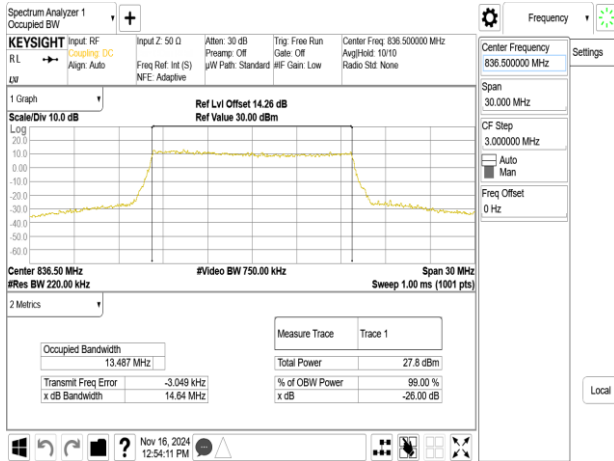 Spectrum Analyzer 1
Occupied BW
Frequency
KEYSIGHT
RL
LXI
Input: RF
Coupling: DC
Align: Auto
Input Z: 50 Ω
Freq Ref: Int (S)
NFE: Adaptive
Atten: 30 dB
Preamp: Off
µW Path: Standard
Trig: Free Run
Gate: Off
#IF Gain: Low
Center Freq: 836.500000 MHz
Avg|Hold: 10/10
Radio Std: None
Center Frequency
836.500000 MHz
Settings
Span
30.000 MHz
CF Step
3.000000 MHz
Auto
Man
Freq Offset
0 Hz
Local
1 Graph
Scale/Div 10.0 dB
Ref Lvl Offset 14.26 dB
Ref Value 30.00 dBm
Log
20.0
10.0
0.00
-10.0
-20.0
-30.0
-40.0
-50.0
-60.0
Center 836.50 MHz
#Video BW 750.00 kHz
Span 30 MHz
#Res BW 220.00 kHz
Sweep 1.00 ms (1001 pts)
2 Metrics
Occupied Bandwidth
13.487 MHz
Transmit Freq Error -3.049 kHz
x dB Bandwidth 14.64 MHz
Measure Trace Trace 1
Total Power 27.8 dBm
% of OBW Power 99.00 %
x dB -26.00 dB
Nov 16, 2024
12:54:11 PM